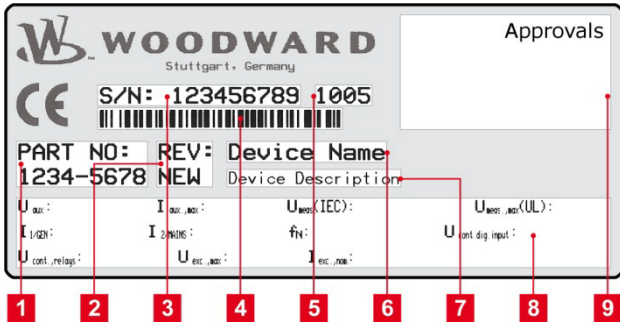 W WOODWARD
Stuttgart, Germany
Approvals
CE
S/N: 123456789 1005
PART NO: REV: Device Name
1234-5678 NEW Device Description
U aux: I aux.,max: Umeas(IEC): Umeas.,max(UL):
I 1/GEN: I 2/MAINS: fN: U cont.dig.input:
U cont.,relays: U exc.,max: I exc.,nom.:
1 2 3 4 5 6 7 8 9